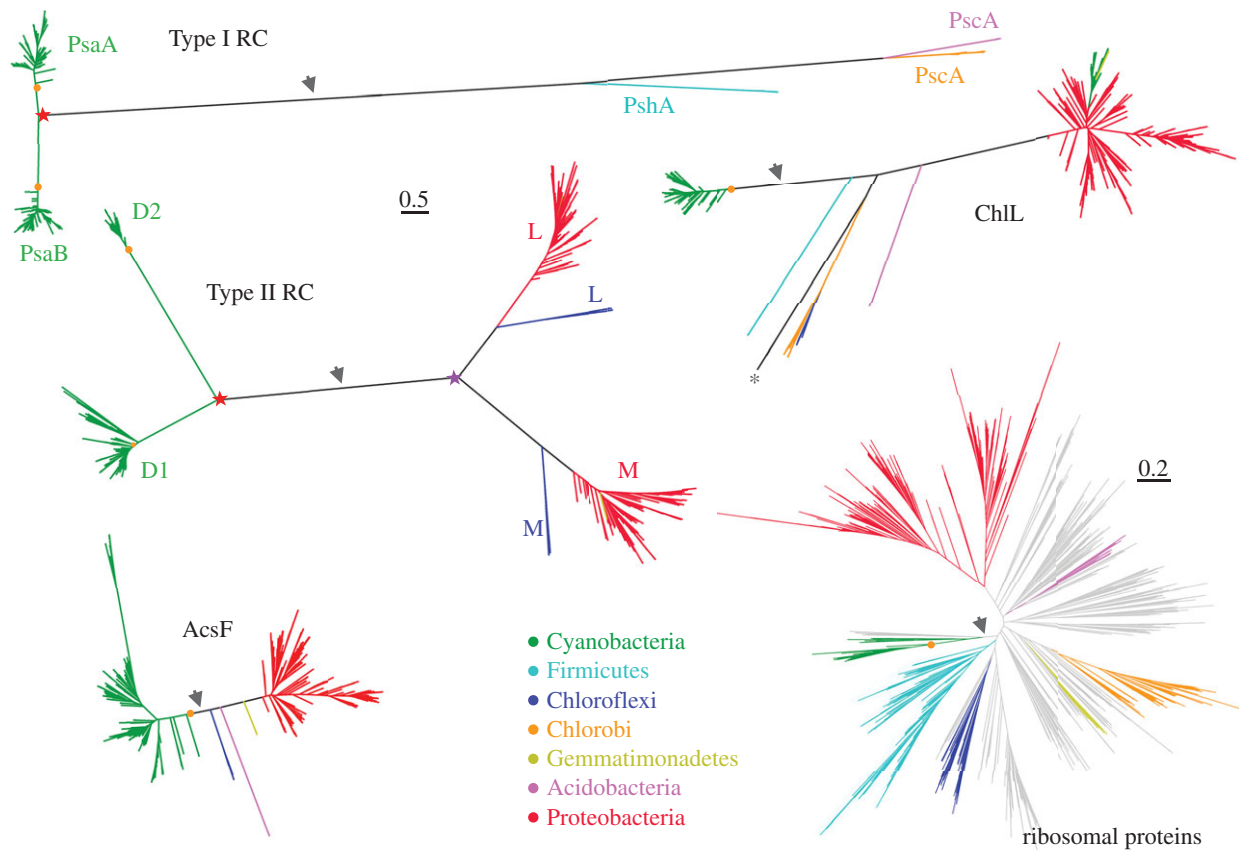 PsaA
Type I RC
PscA
PscA
PshA
PsaB
D2
0.5
L
ChlL
Type II RC
L
*
D1
M
M
0.2
AcsF
Cyanobacteria
Firmicutes
Chloroflexi
Chlorobi
Gemmatimonadetes
Acidobacteria
Proteobacteria
ribosomal proteins